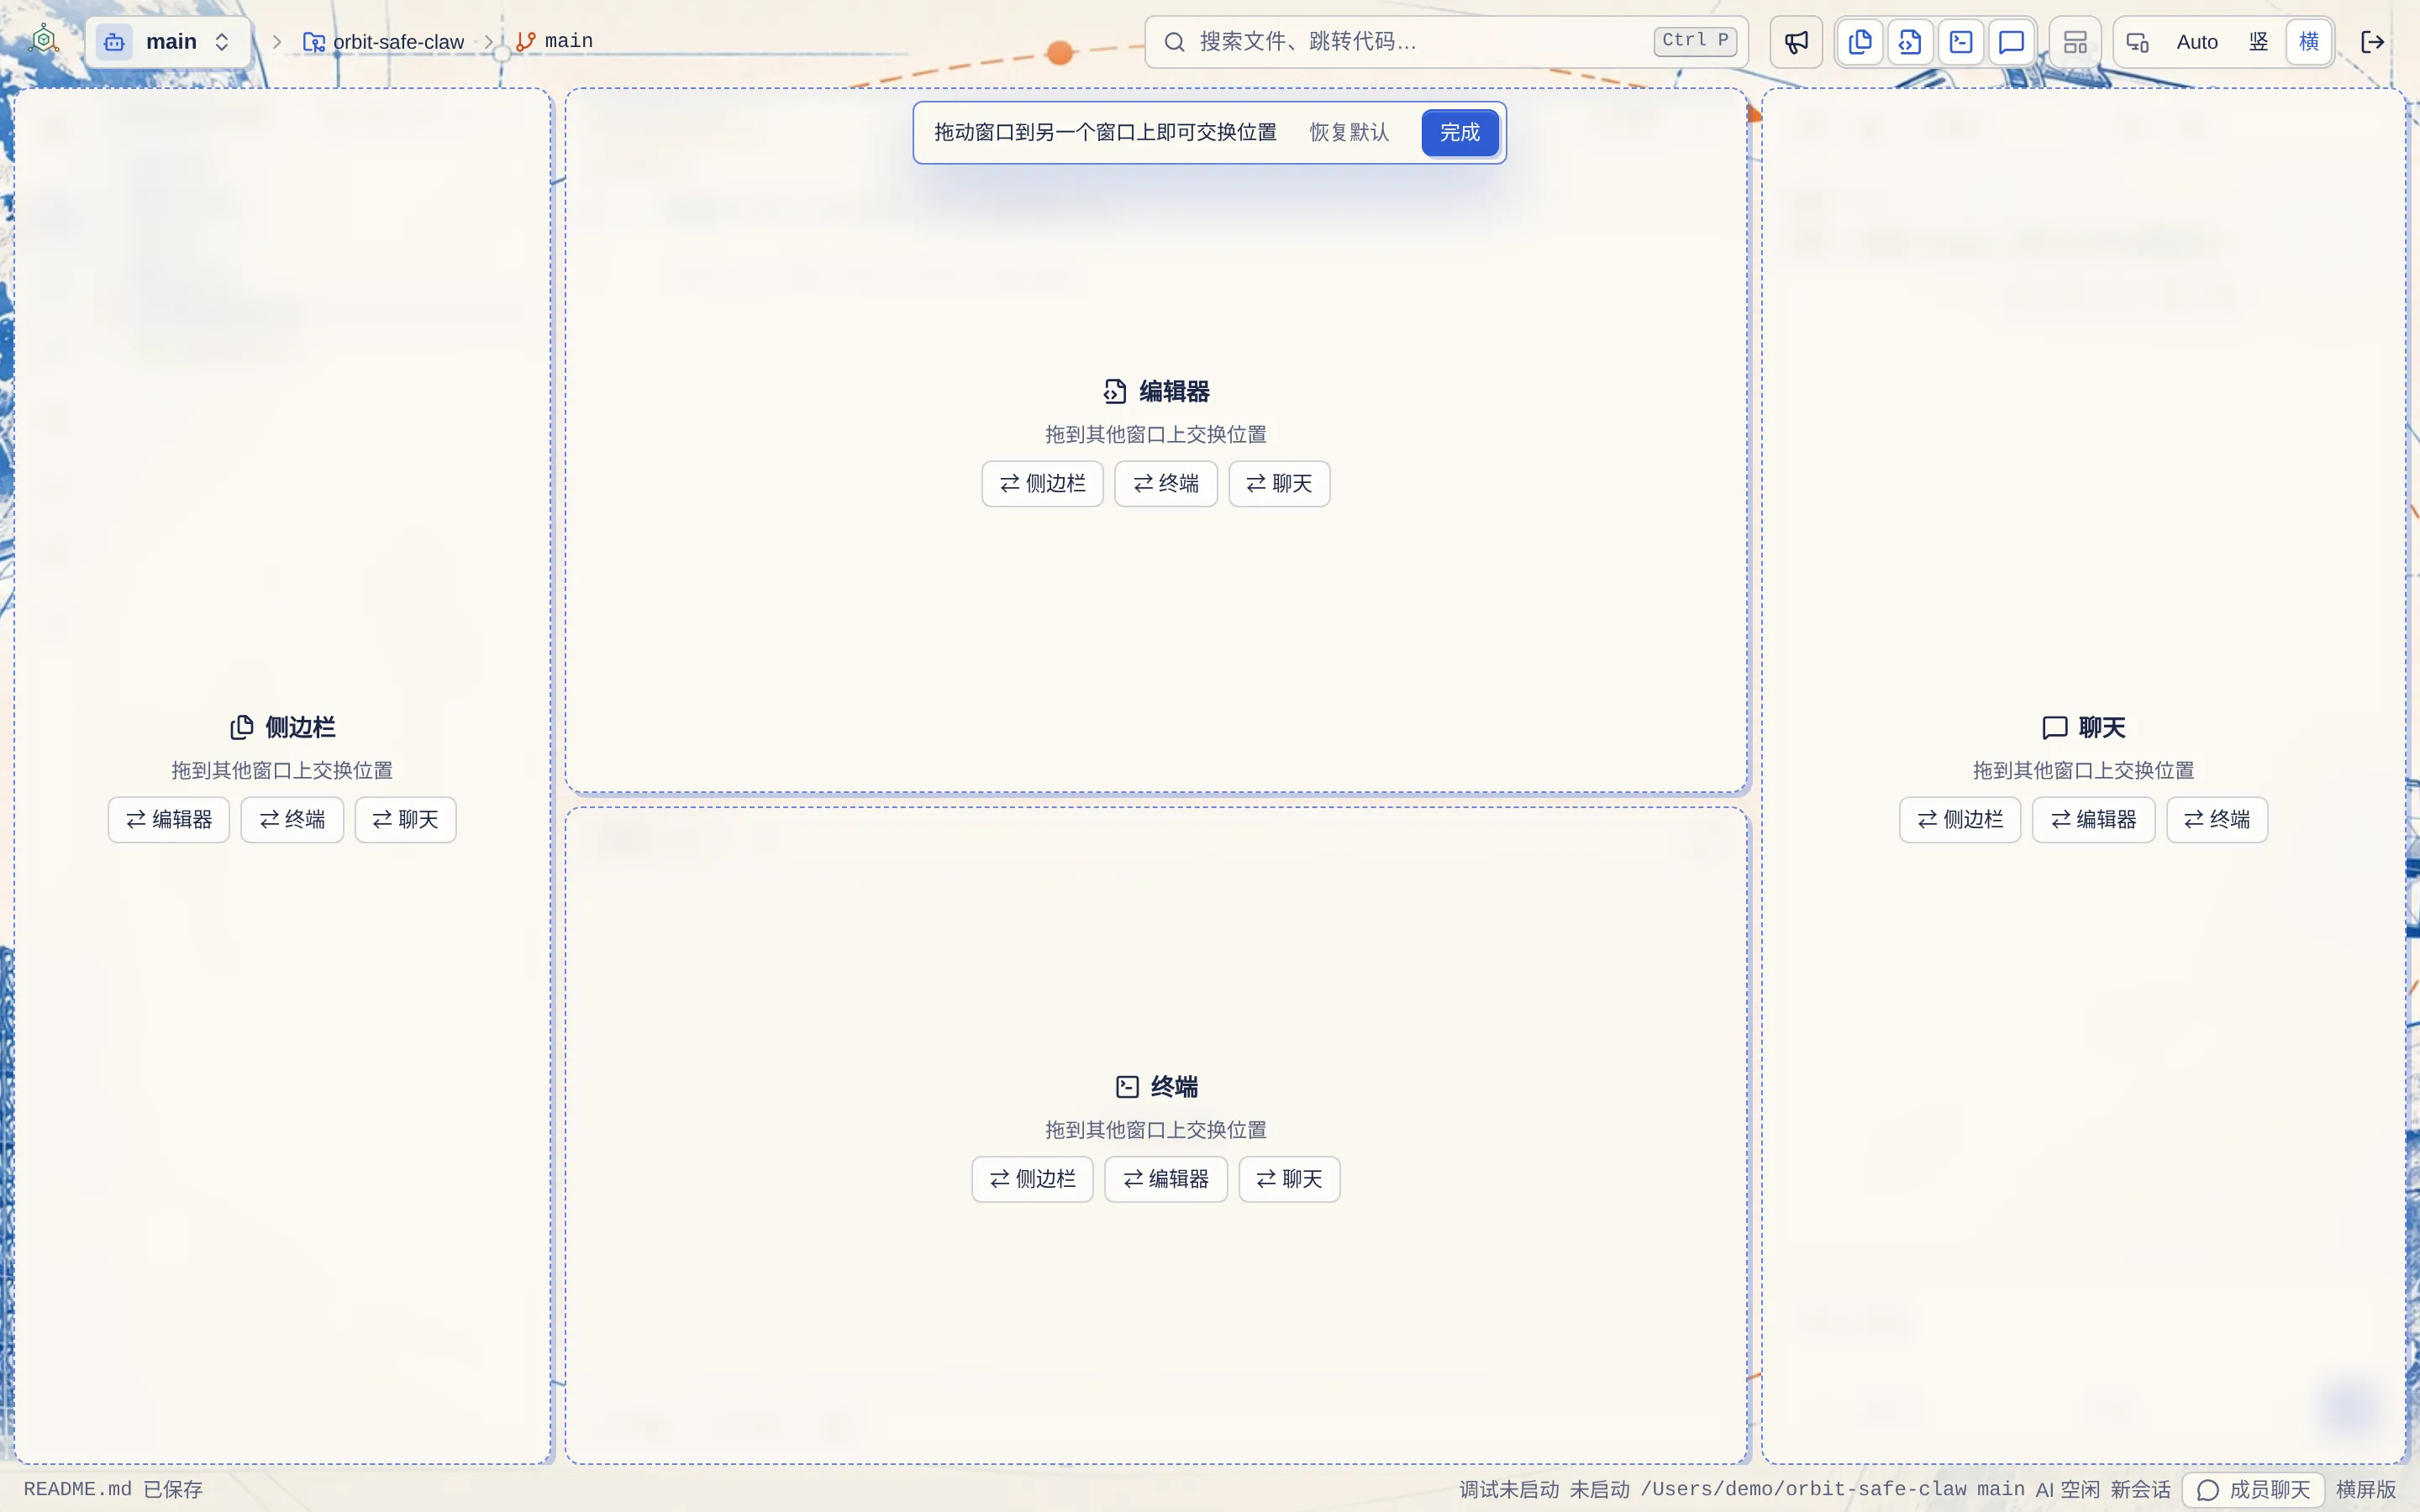 main
orbit-safe-claw
main
搜索文件、跳转代码...
Ctrl P
Auto
竖
横
拖动窗口到另一个窗口上即可交换位置
恢复默认
完成
编辑器
拖到其他窗口上交换位置
侧边栏
终端
聊天
侧边栏
拖到其他窗口上交换位置
编辑器
终端
聊天
聊天
拖到其他窗口上交换位置
侧边栏
编辑器
终端
终端
拖到其他窗口上交换位置
侧边栏
编辑器
聊天
README.md 已保存
调试未启动 未启动 /Users/demo/orbit-safe-claw main AI 空闲 新会话 成员聊天 横屏版